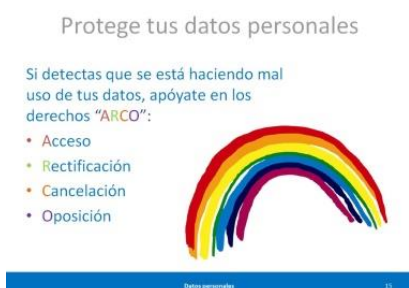 Protege tus datos personales
Si detectas que se está haciendo mal
uso de tus datos, apóyate en los
derechos “ARCO”:
• Acceso
• Rectificación
• Cancelación
• Oposición
Datos personales
15